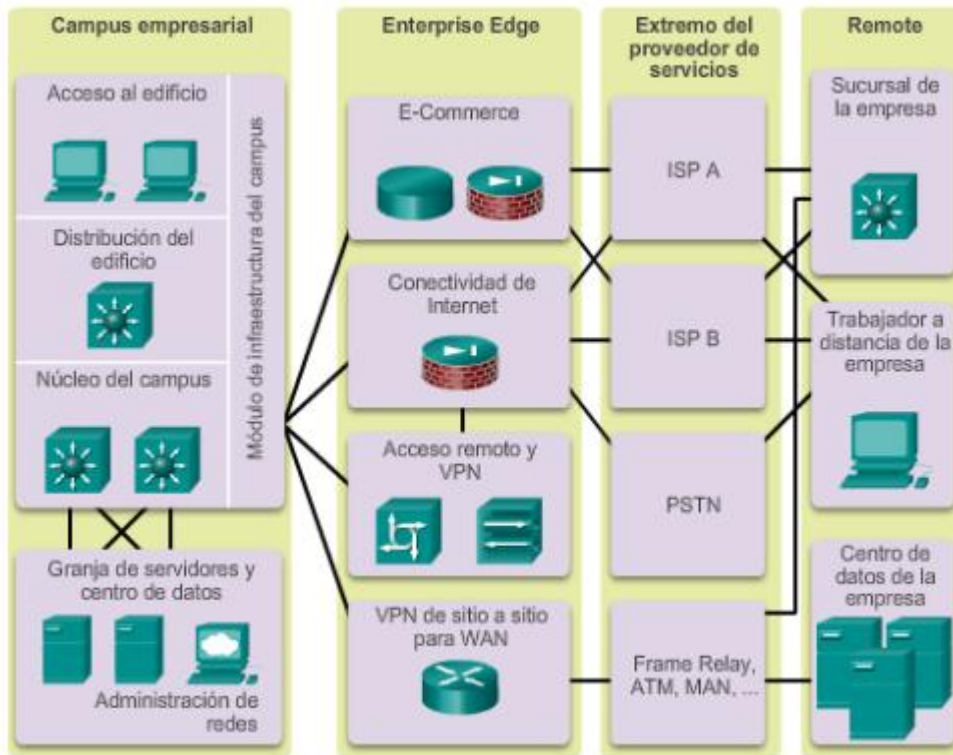 Campus empresarial
Acceso al edificio
Distribución del
edificio
Núcleo del campus
Módulo de infraestructura del campus
Granja de servidores y
centro de datos
Administración de
redes
Enterprise Edge
E-Commerce
Conectividad de
Internet
Acceso remoto y
VPN
VPN de sitio a sitio
para WAN
Extremo del
proveedor de
servicios
ISP A
ISP B
PSTN
Frame Relay,
ATM, MAN, ...
Remote
Sucursal de
la empresa
Trabajador a
distancia de la
empresa
Centro de
datos de la
empresa